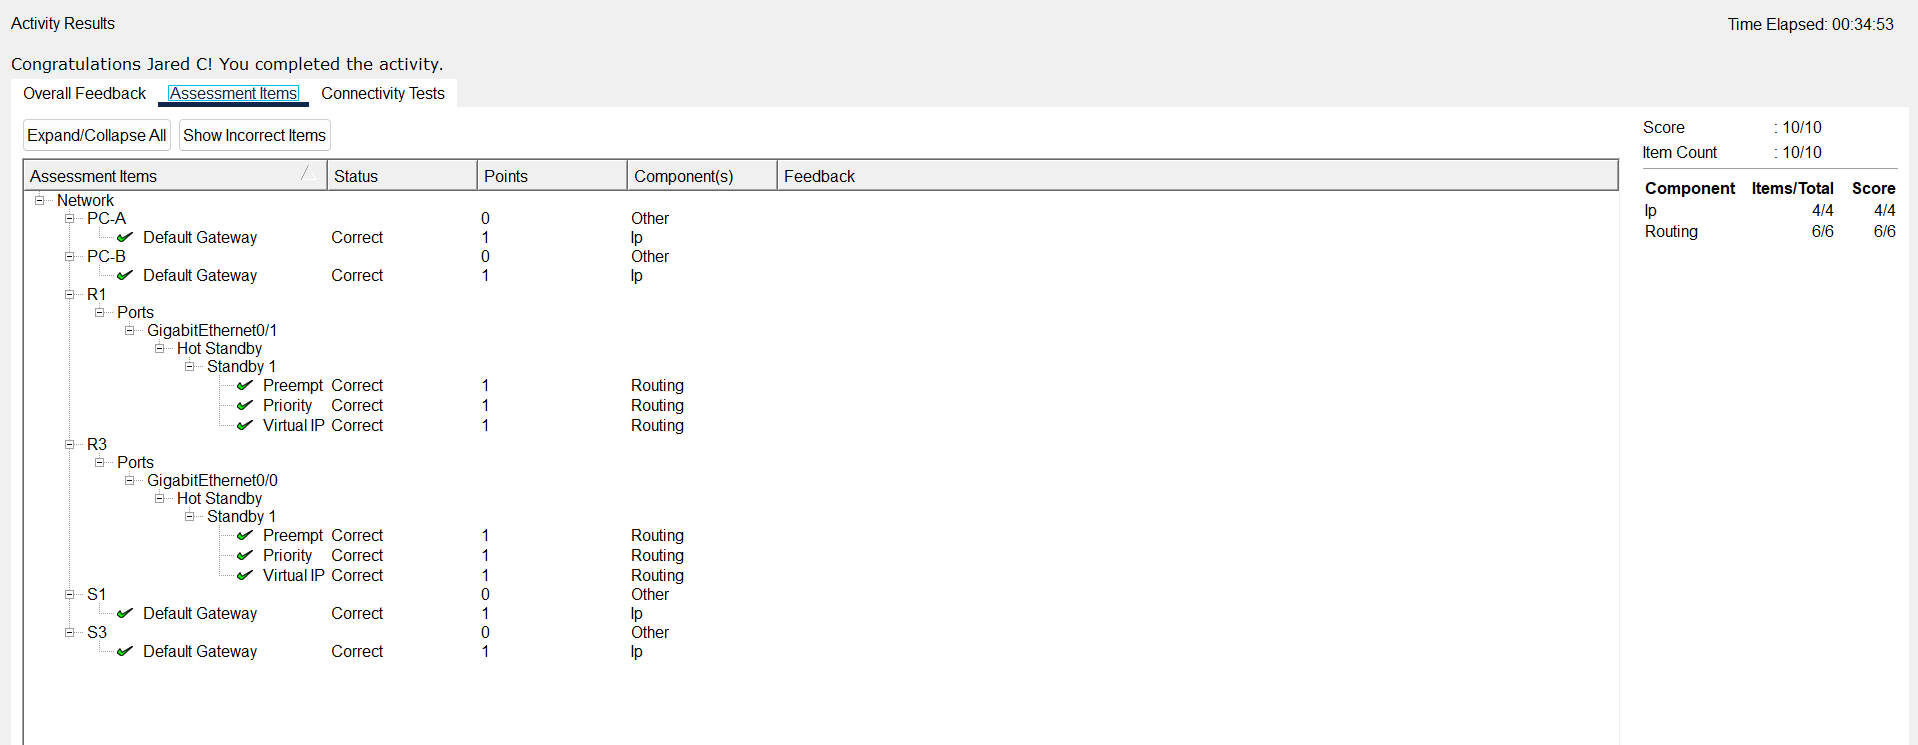 Activity Results
Time Elapsed: 00:34:53
Congratulations Jared C! You completed the activity.
Overall Feedback Assessment Items Connectivity Tests
Expand/Collapse All Show Incorrect Items
Assessment Items Status Points Component(s) Feedback
Network
PC-A 0 Other
Default Gateway Correct 1 Ip
PC-B 0 Other
Default Gateway Correct 1 Ip
R1
Ports
GigabitEthernet0/1
Hot Standby
Standby 1
Preempt Correct 1 Routing
Priority Correct 1 Routing
Virtual IP Correct 1 Routing
R3
Ports
GigabitEthernet0/0
Hot Standby
Standby 1
Preempt Correct 1 Routing
Priority Correct 1 Routing
Virtual IP Correct 1 Routing
S1 0 Other
Default Gateway Correct 1 Ip
S3 0 Other
Default Gateway Correct 1 Ip
Score : 10/10
Item Count : 10/10
Component Items/Total Score
Ip 4/4 4/4
Routing 6/6 6/6